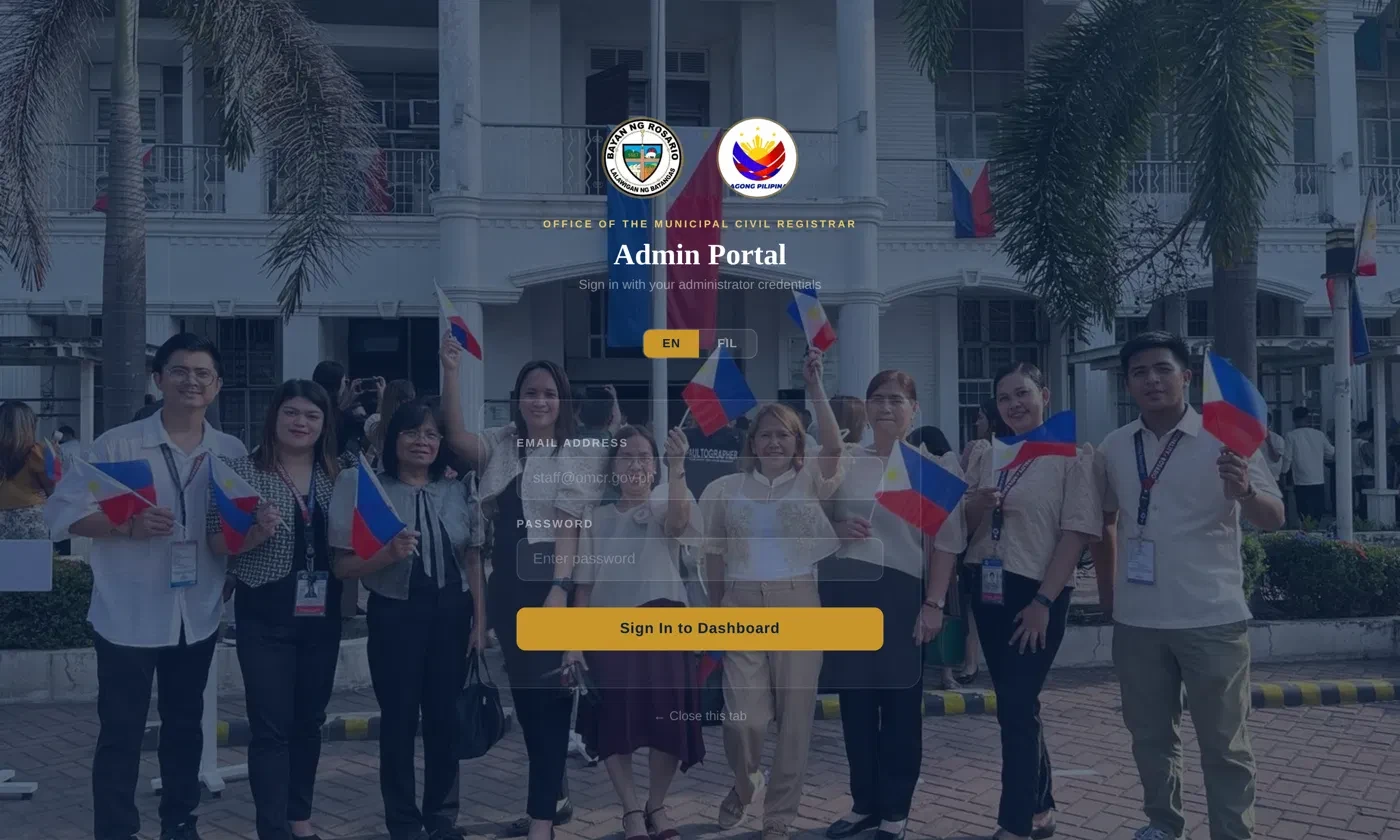 BAYAN NG ROSARIO
LALAWIGAN NG BATANGAS
AGONG PILIPIN
OFFICE OF THE MUNICIPAL CIVIL REGISTRAR
Admin Portal
Sign in with your administrator credentials
EN FIL
EMAIL ADDRESS
staff@omcr.gov.ph
PASSWORD
Enter password
Sign In to Dashboard
← Close this tab